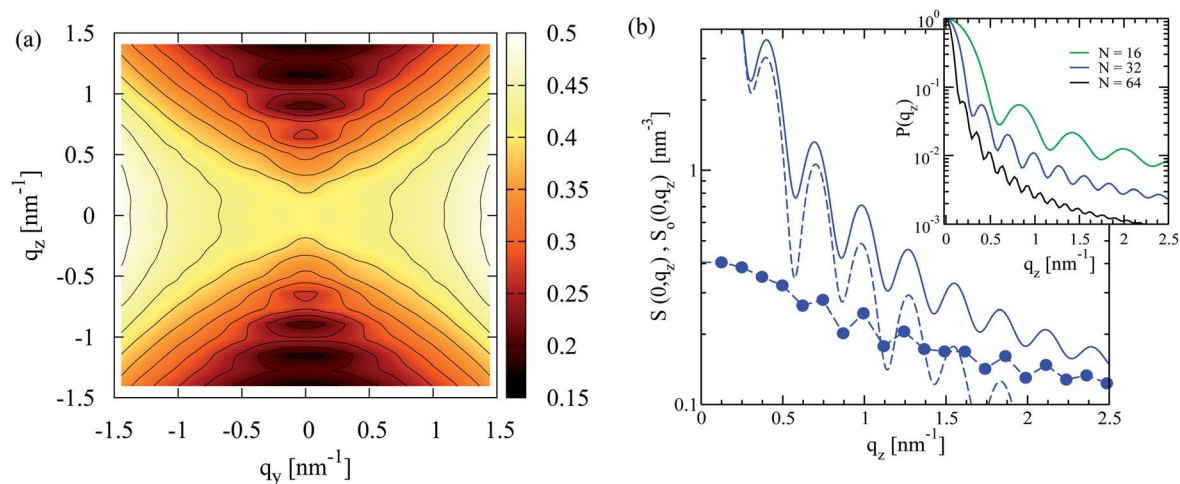 (a)
1.5
1
0.5
0
-0.5
-1
-1.5
q_z [nm^-1]
-1.5 -1 -0.5 0 0.5 1 1.5
q_y [nm^-1]
0.5
0.45
0.4
0.35
0.3
0.25
0.2
0.15
(b)
S (0,q_z) , S_o(0,q_z) [nm^-3]
1
0.1
0 0.5 1 1.5 2 2.5
q_z [nm^-1]
10^0
10^-1
10^-2
10^-3
P(q_z)
N = 16
N = 32
N = 64
0 0.5 1 1.5 2 2.5
q_z [nm^-1]